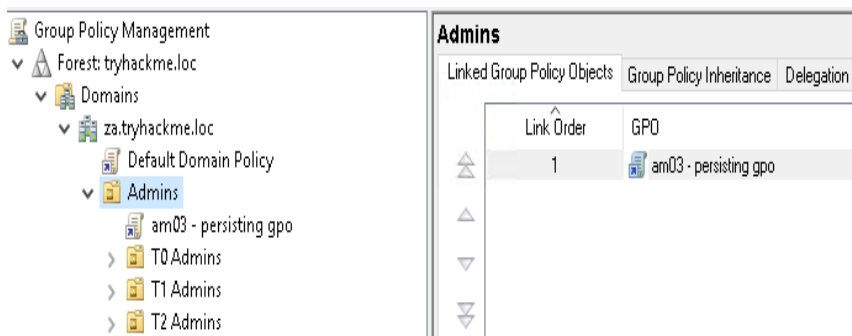 Group Policy Management
Forest: tryhackme.loc
Domains
za.tryhackme.loc
Default Domain Policy
Admins
am03 - persisting gpo
T0 Admins
T1 Admins
T2 Admins
Admins
Linked Group Policy Objects
Group Policy Inheritance
Delegation
Link Order
GPO
1
am03 - persisting gpo